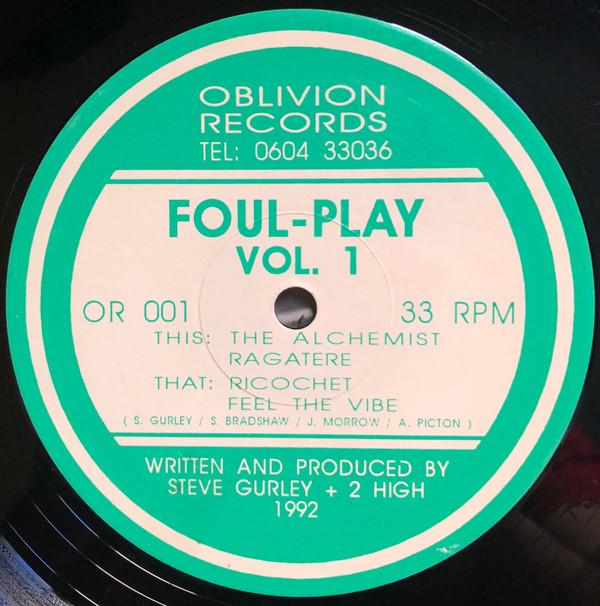 OBLIVION
RECORDS
TEL: 0604 33036
FOUL-PLAY
VOL. 1
OR 001 33 RPM
THIS: THE ALCHEMIST
RAGATERE
THAT: RICOCHET
FEEL THE VIBE
( S. GURLEY / S. BRADSHAW / J. MORROW / A. PICTON )
WRITTEN AND PRODUCED BY
STEVE GURLEY + 2 HIGH
1992